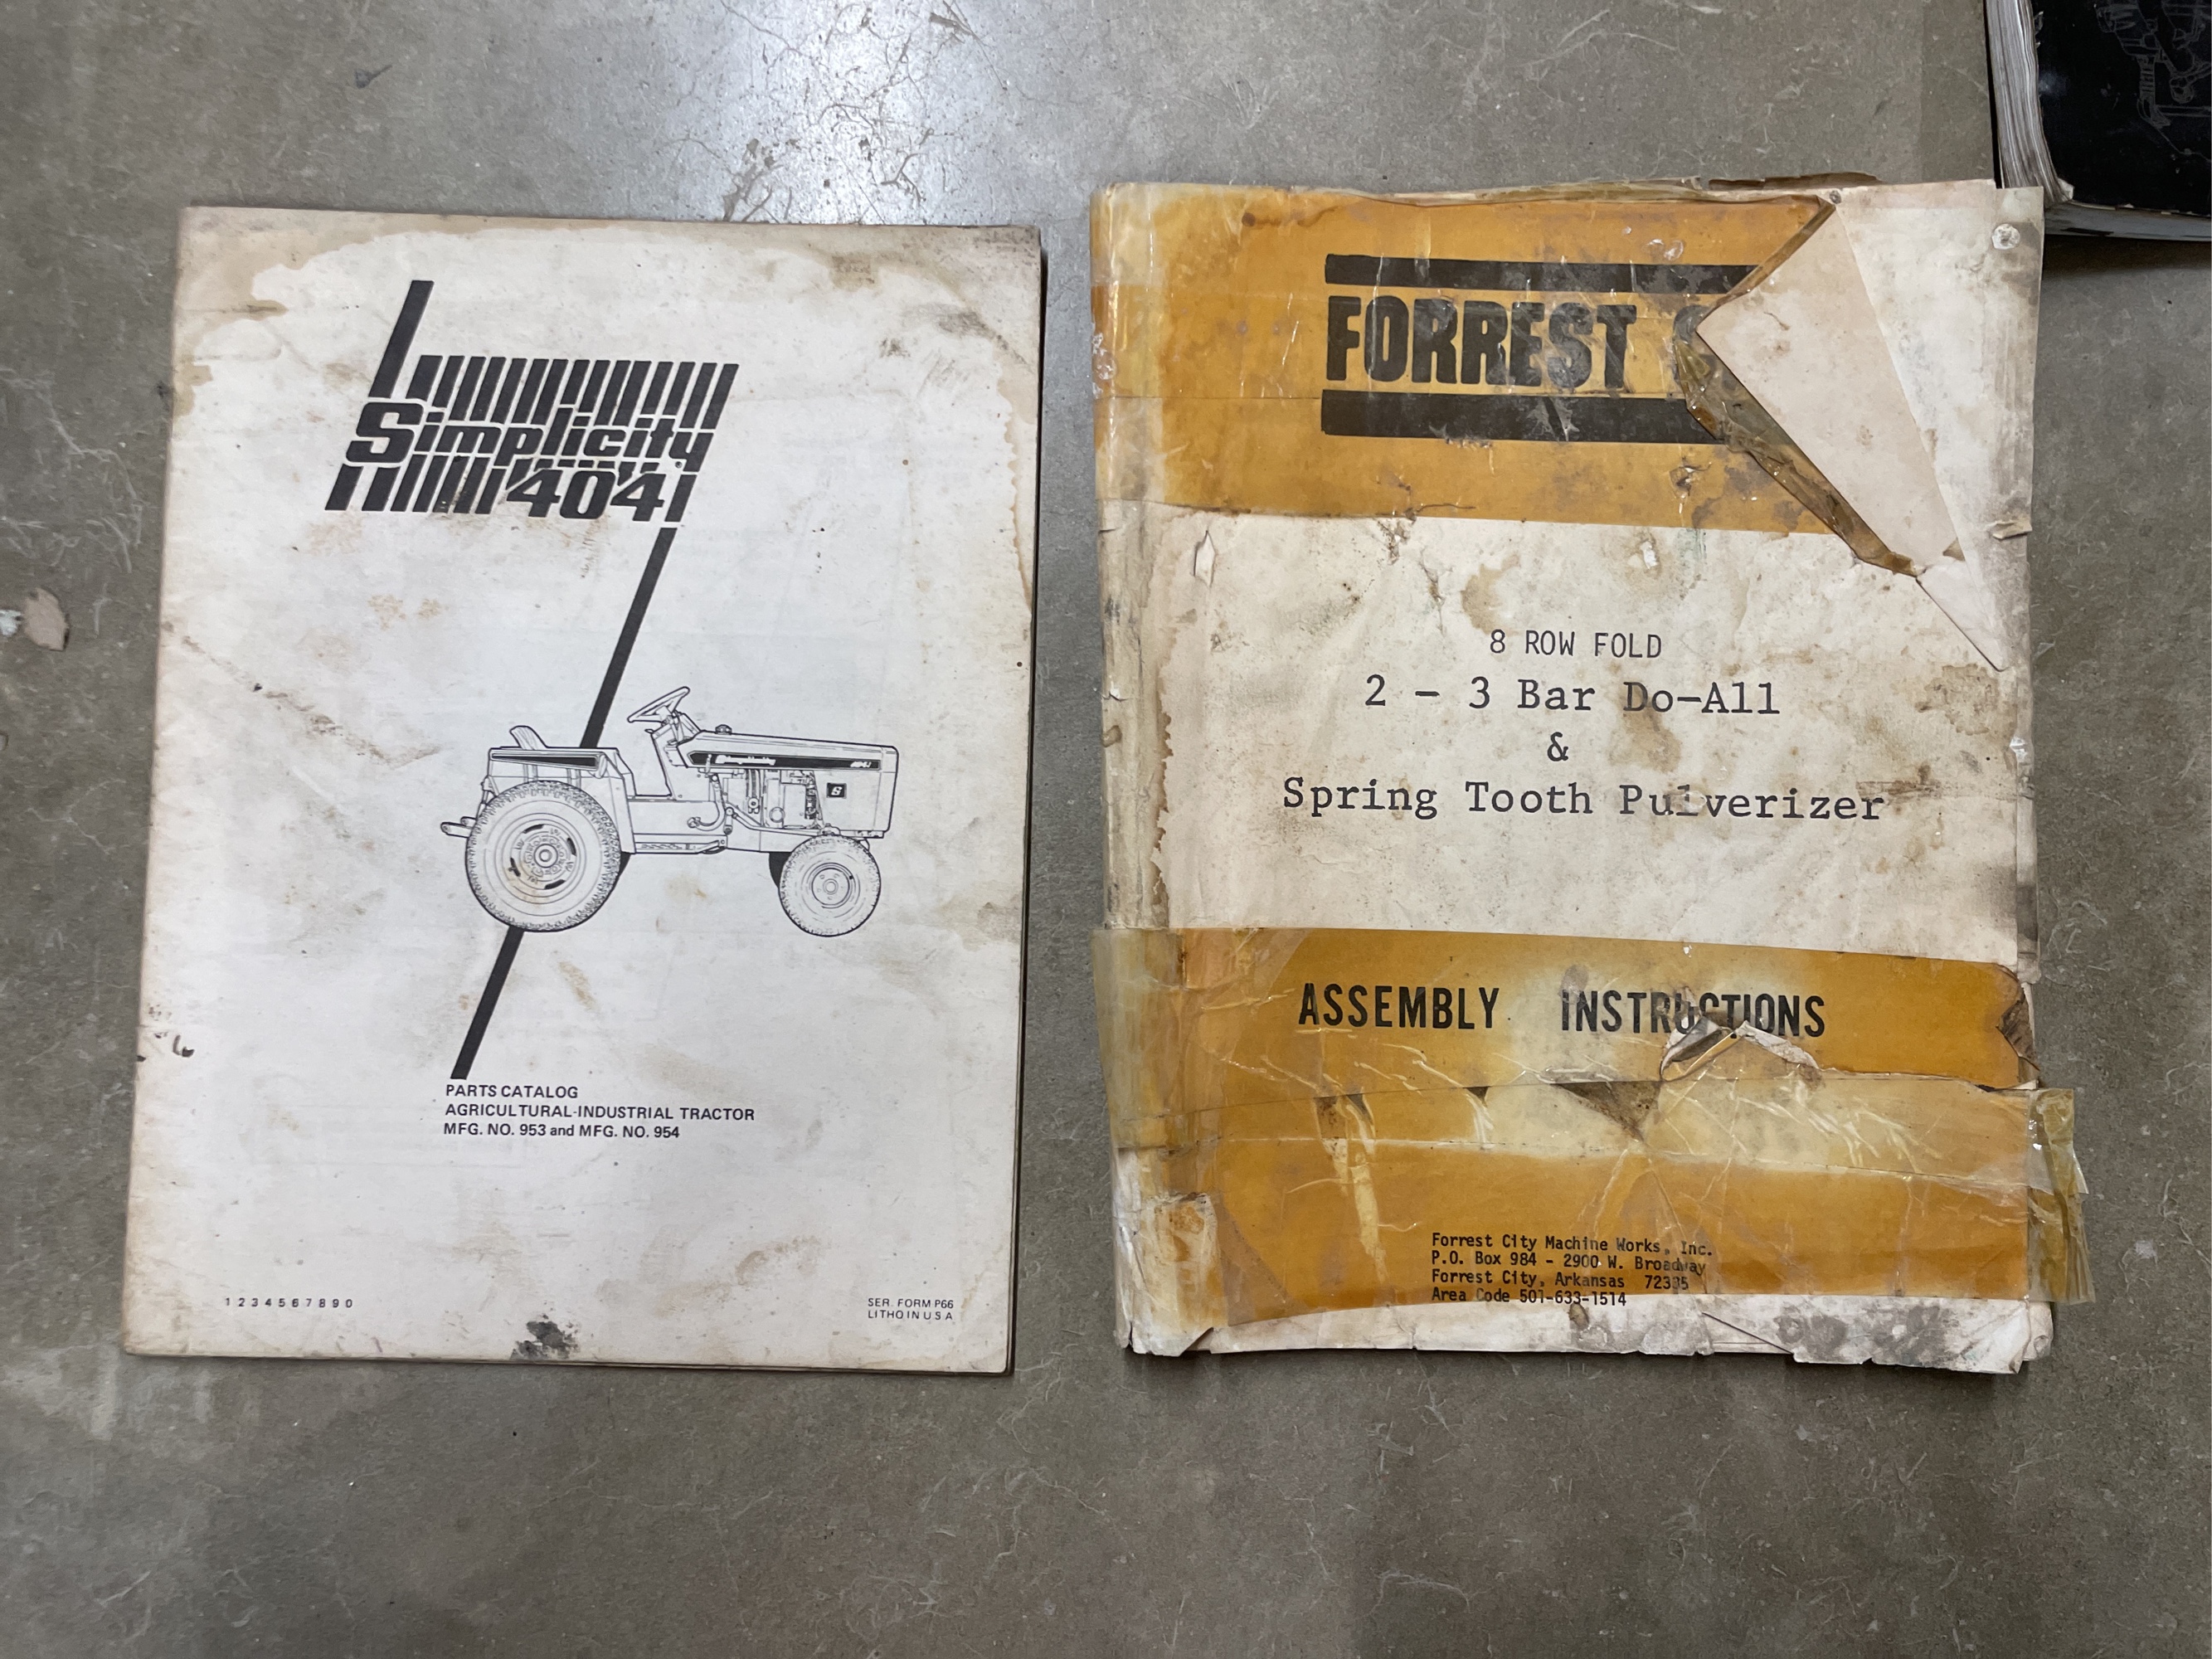 Simplicity
4041
PARTS CATALOG
AGRICULTURAL-INDUSTRIAL TRACTOR
MFG. NO. 953 and MFG. NO. 954
1 2 3 4 5 6 7 8 9 0
SER. FORM P66
LITHO IN U S A
FORREST
8 ROW FOLD
2 - 3 Bar Do-All
&
Spring Tooth Pulverizer
ASSEMBLY INSTRUCTIONS
Forrest City Machine Works, Inc.
P.O. Box 984 - 2900 W. Broadway
Forrest City, Arkansas 72335
Area Code 501-633-1514